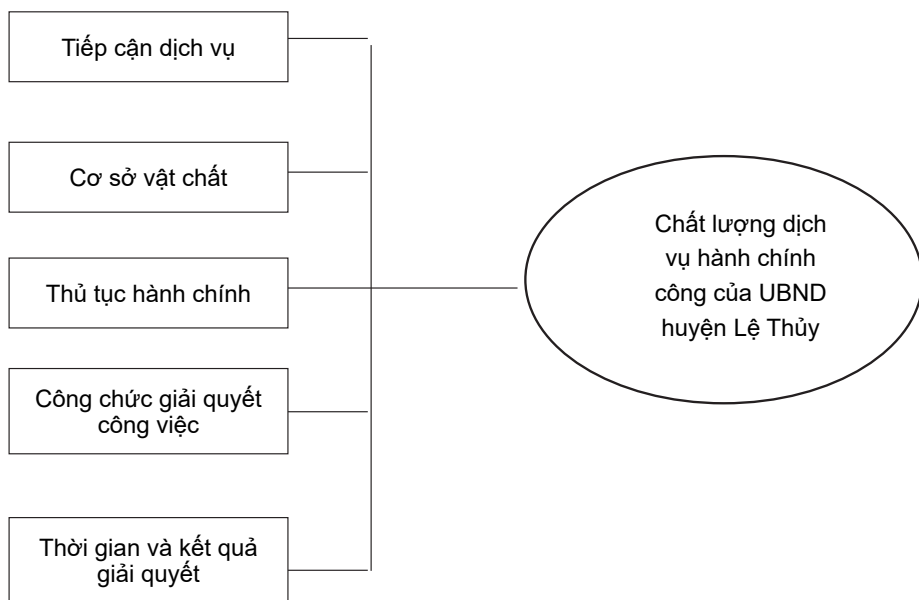 Tiếp cận dịch vụ
Cơ sở vật chất
Thủ tục hành chính
Công chức giải quyết
công việc
Thời gian và kết quả
giải quyết
Chất lượng dịch
vụ hành chính
công của UBND
huyện Lệ Thủy